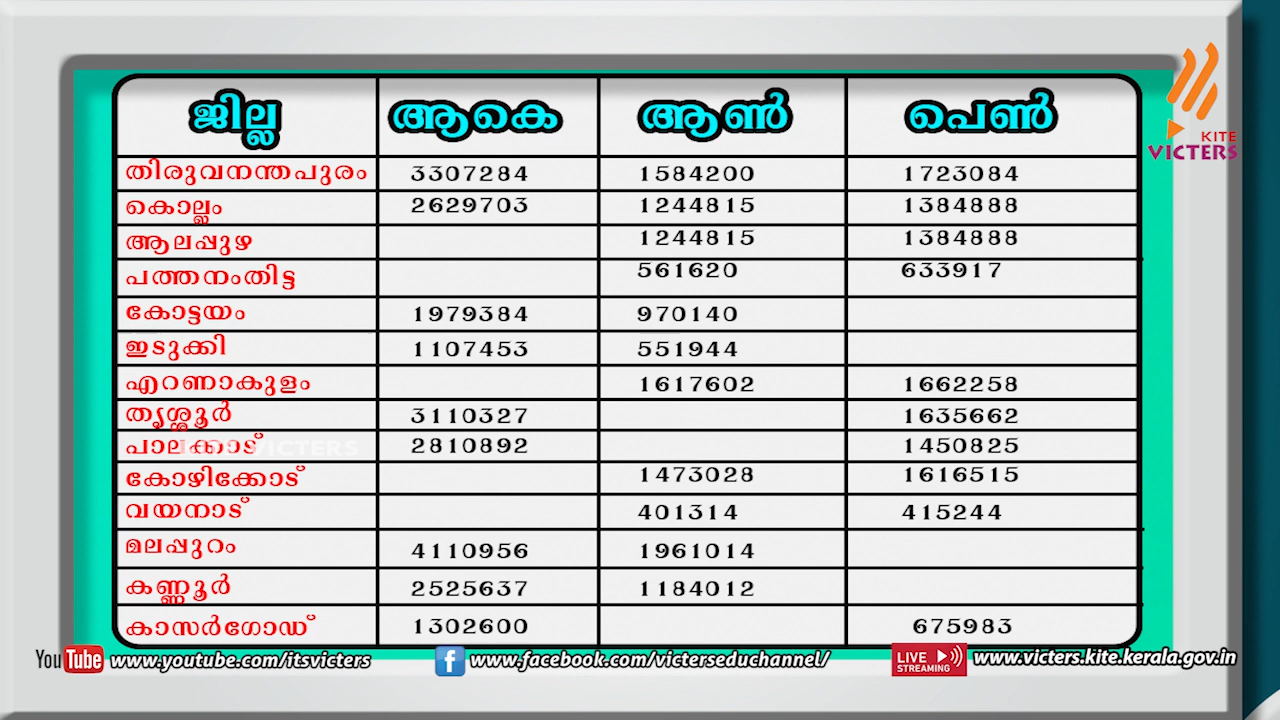 ജില്ല ആകെ ആൺ പെൺ
KITE
VICTERS
തിരുവനന്തപുരം 3307284 1584200 1723084
കൊല്ലം 2629703 1244815 1384888
ആലപ്പുഴ 1244815 1384888
പത്തനംതിട്ട 561620 633917
കോട്ടയം 1979384 970140
ഇടുക്കി 1107453 551944
എറണാകുളം 1617602 1662258
തൃശ്ശൂർ 3110327 1635662
പാലക്കാട് 2810892 1450825
VICTERS
കോഴിക്കോട് 1473028 1616515
വയനാട് 401314 415244
മലപ്പുറം 4110956 1961014
കണ്ണൂർ 2525637 1184012
കാസർഗോഡ് 1302600 675983
YouTube www.youtube.com/itsvicters f www.facebook.com/victerseduchannel/ LIVE STREAMING www.victers.kite.kerala.gov.in